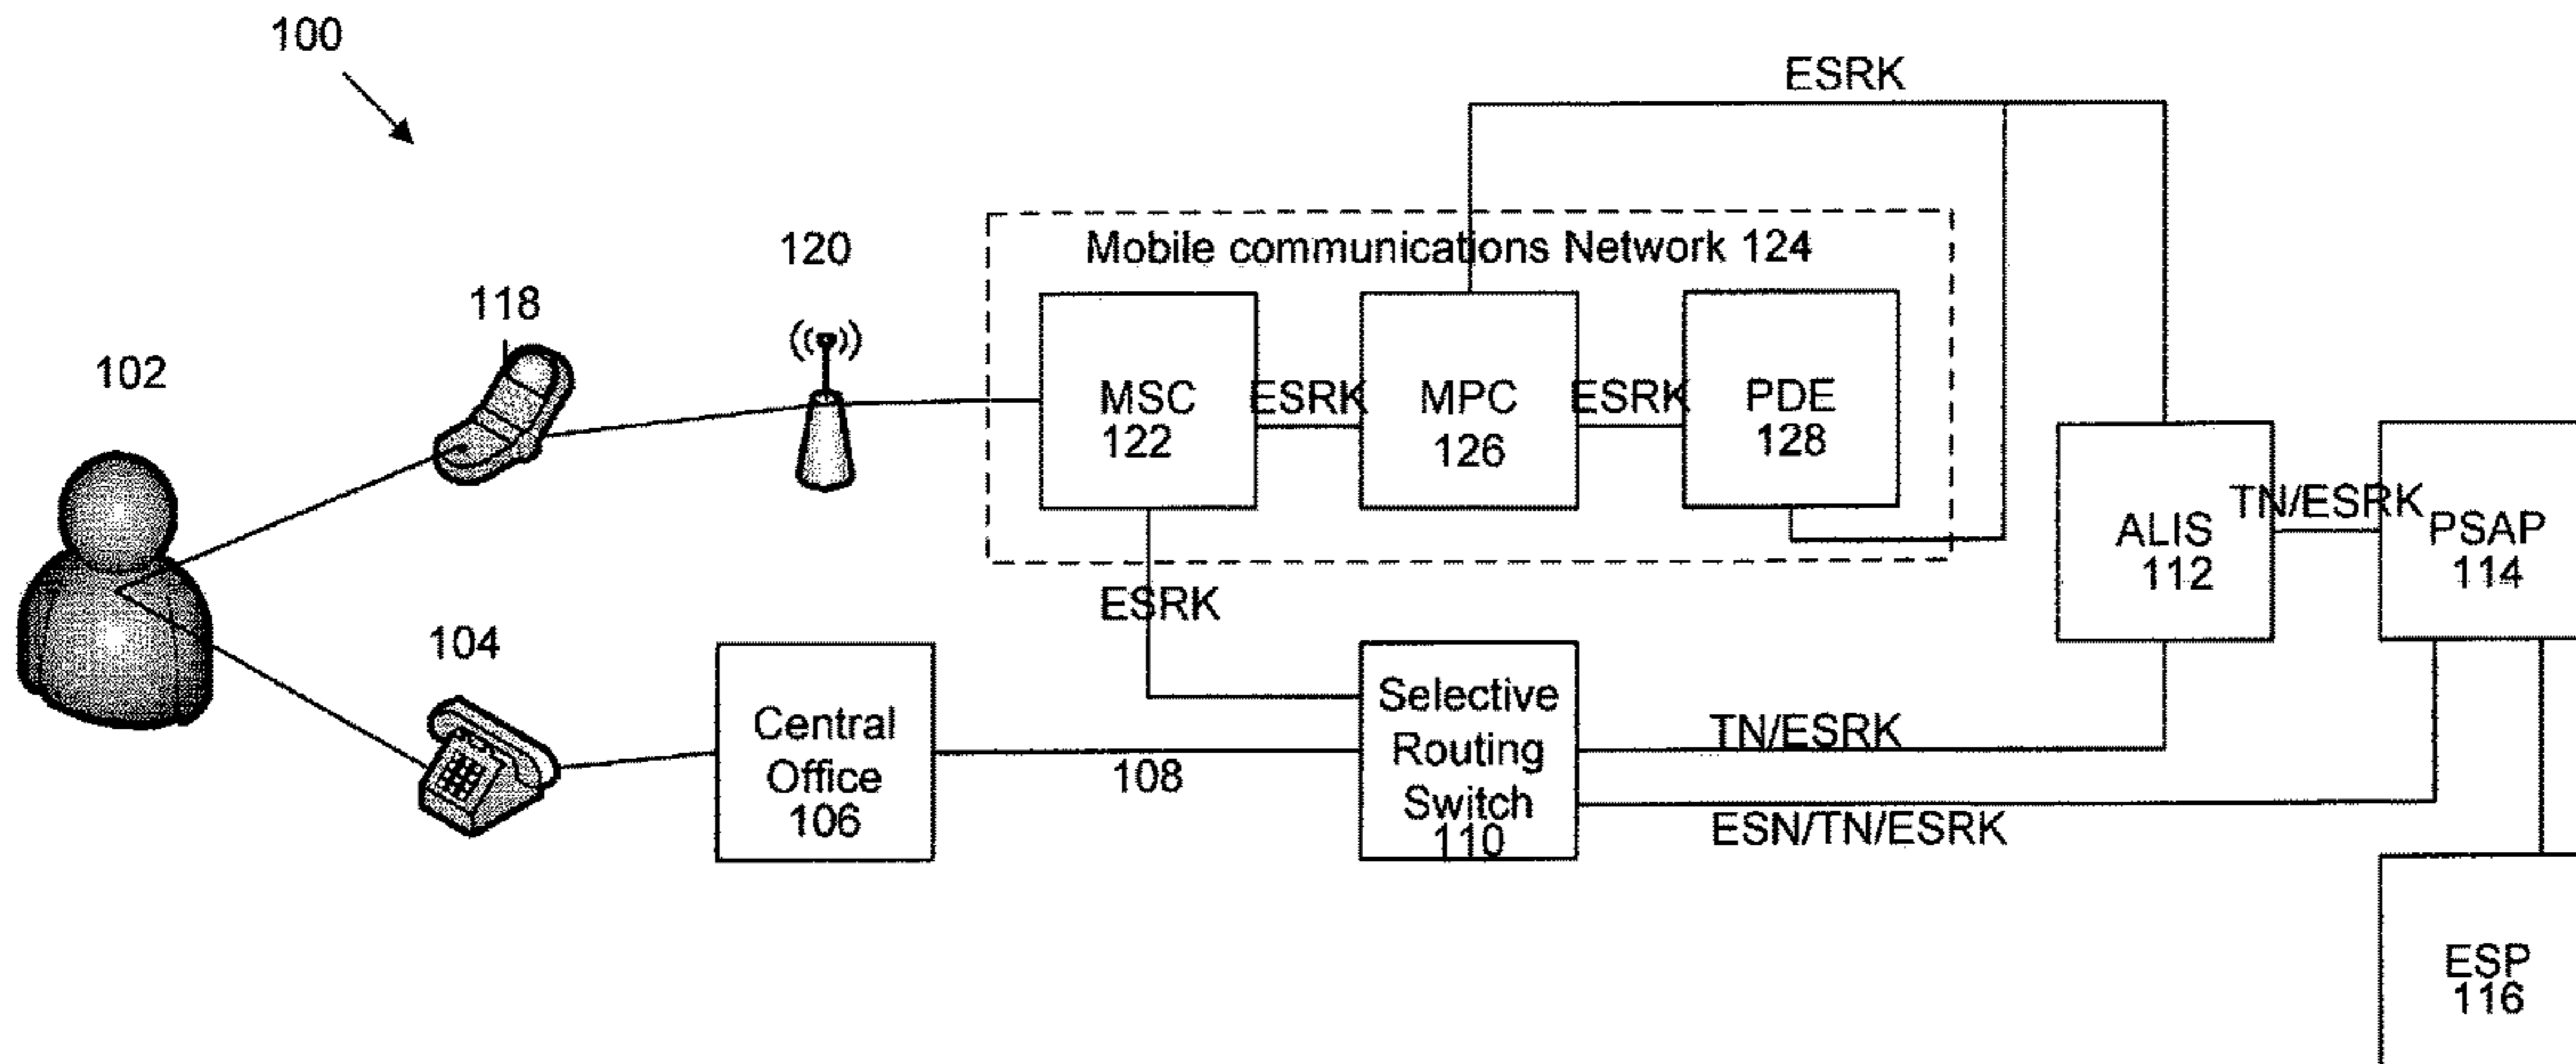 100
ESRK
120
Mobile communications Network 124
118
102
MSC
122
ESRK
MPC
126
ESRK
PDE
128
ALIS
112
TN/ESRK
PSAP
114
ESRK
104
Central
Office
106
108
Selective
Routing
Switch
110
TN/ESRK
ESN/TN/ESRK
ESP
116